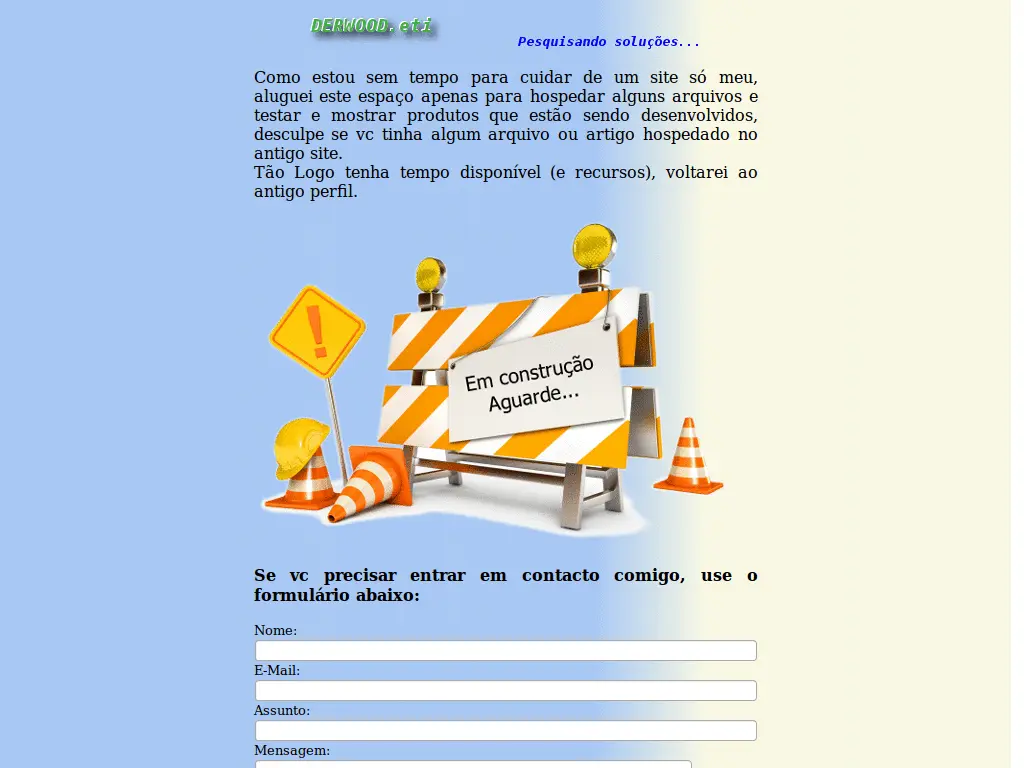 DERWOOD.eti
Pesquisando soluções...
Como estou sem tempo para cuidar de um site só meu,
aluguei este espaço apenas para hospedar alguns arquivos e
testar e mostrar produtos que estão sendo desenvolvidos,
desculpe se vc tinha algum arquivo ou artigo hospedado no
antigo site.
Tão Logo tenha tempo disponível (e recursos), voltarei ao
antigo perfil.
!
Em construção
Aguarde...
Se vc precisar entrar em contacto comigo, use o
formulário abaixo:
Nome:
E-Mail:
Assunto:
Mensagem: